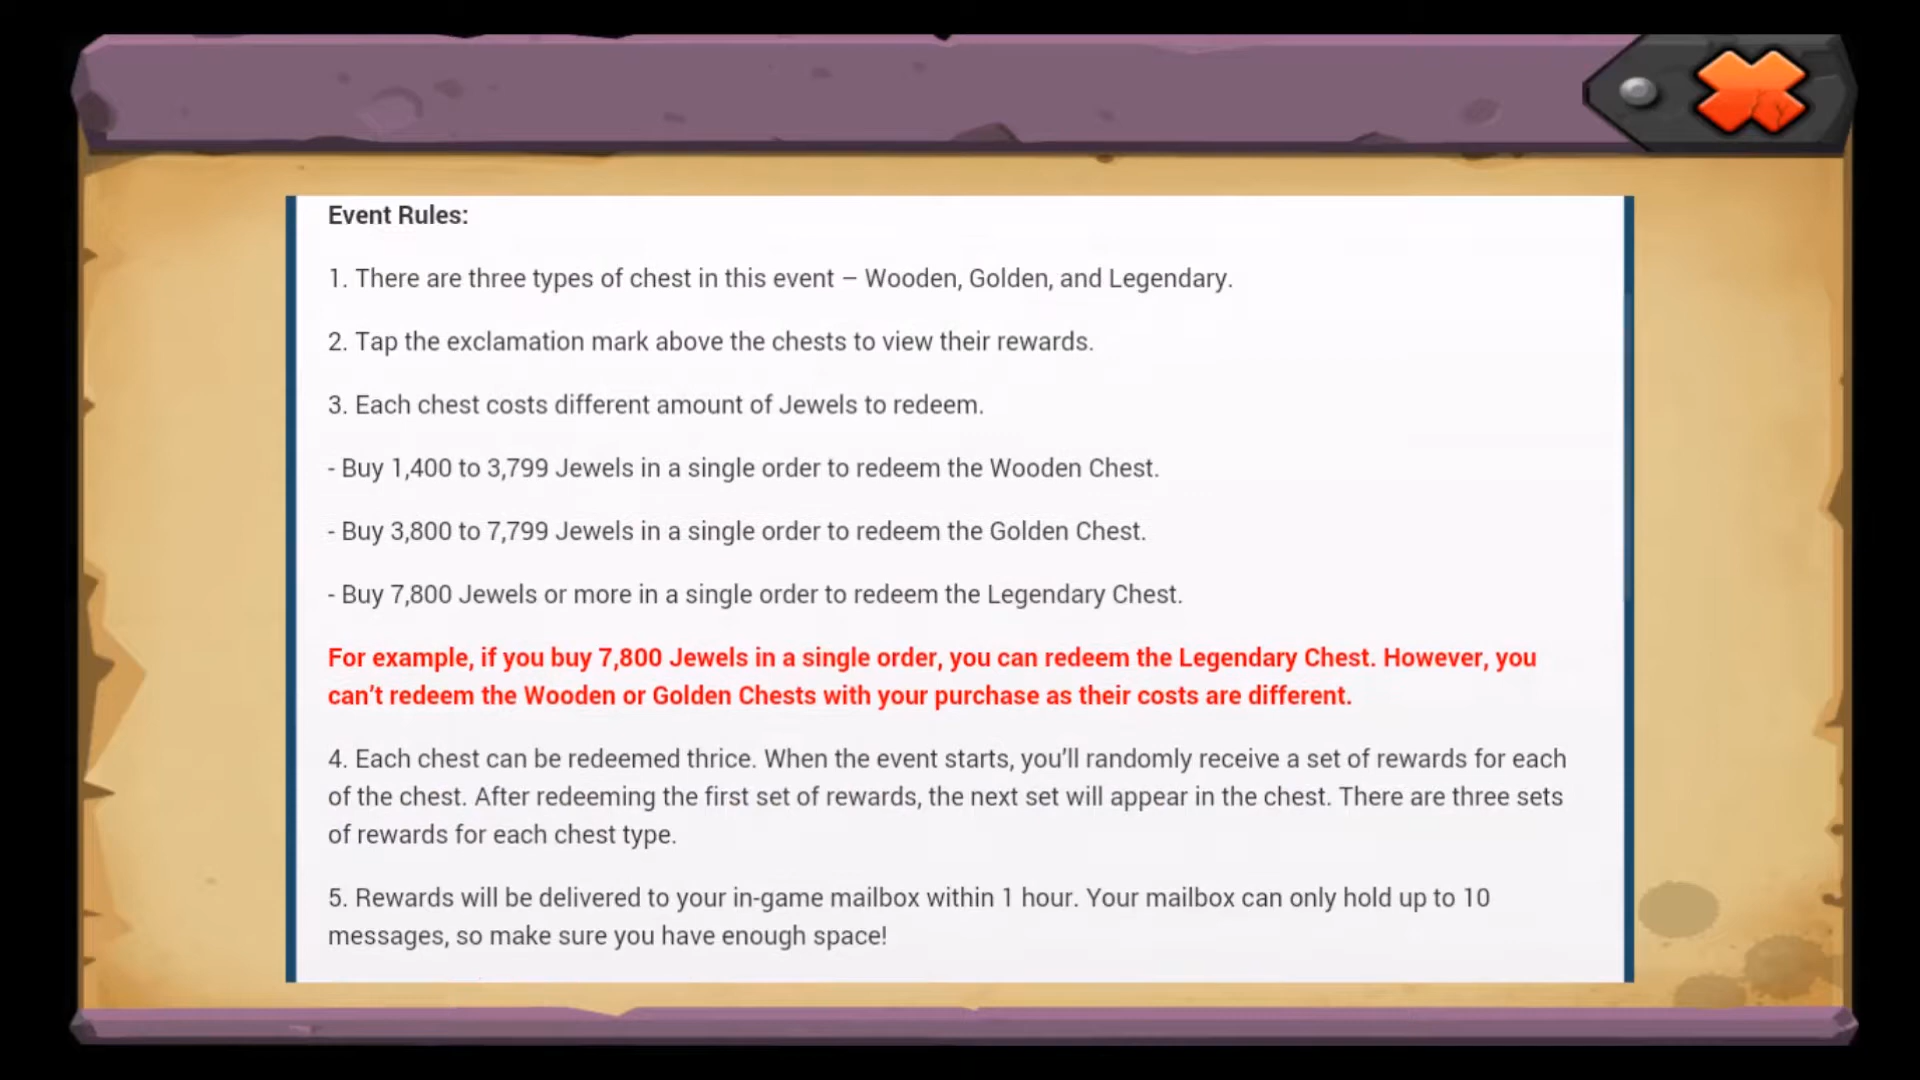 Event Rules:
1. There are three types of chest in this event – Wooden, Golden, and Legendary.
2. Tap the exclamation mark above the chests to view their rewards.
3. Each chest costs different amount of Jewels to redeem.
- Buy 1,400 to 3,799 Jewels in a single order to redeem the Wooden Chest.
- Buy 3,800 to 7,799 Jewels in a single order to redeem the Golden Chest.
- Buy 7,800 Jewels or more in a single order to redeem the Legendary Chest.
For example, if you buy 7,800 Jewels in a single order, you can redeem the Legendary Chest. However, you
can’t redeem the Wooden or Golden Chests with your purchase as their costs are different.
4. Each chest can be redeemed thrice. When the event starts, you’ll randomly receive a set of rewards for each
of the chest. After redeeming the first set of rewards, the next set will appear in the chest. There are three sets
of rewards for each chest type.
5. Rewards will be delivered to your in-game mailbox within 1 hour. Your mailbox can only hold up to 10
messages, so make sure you have enough space!